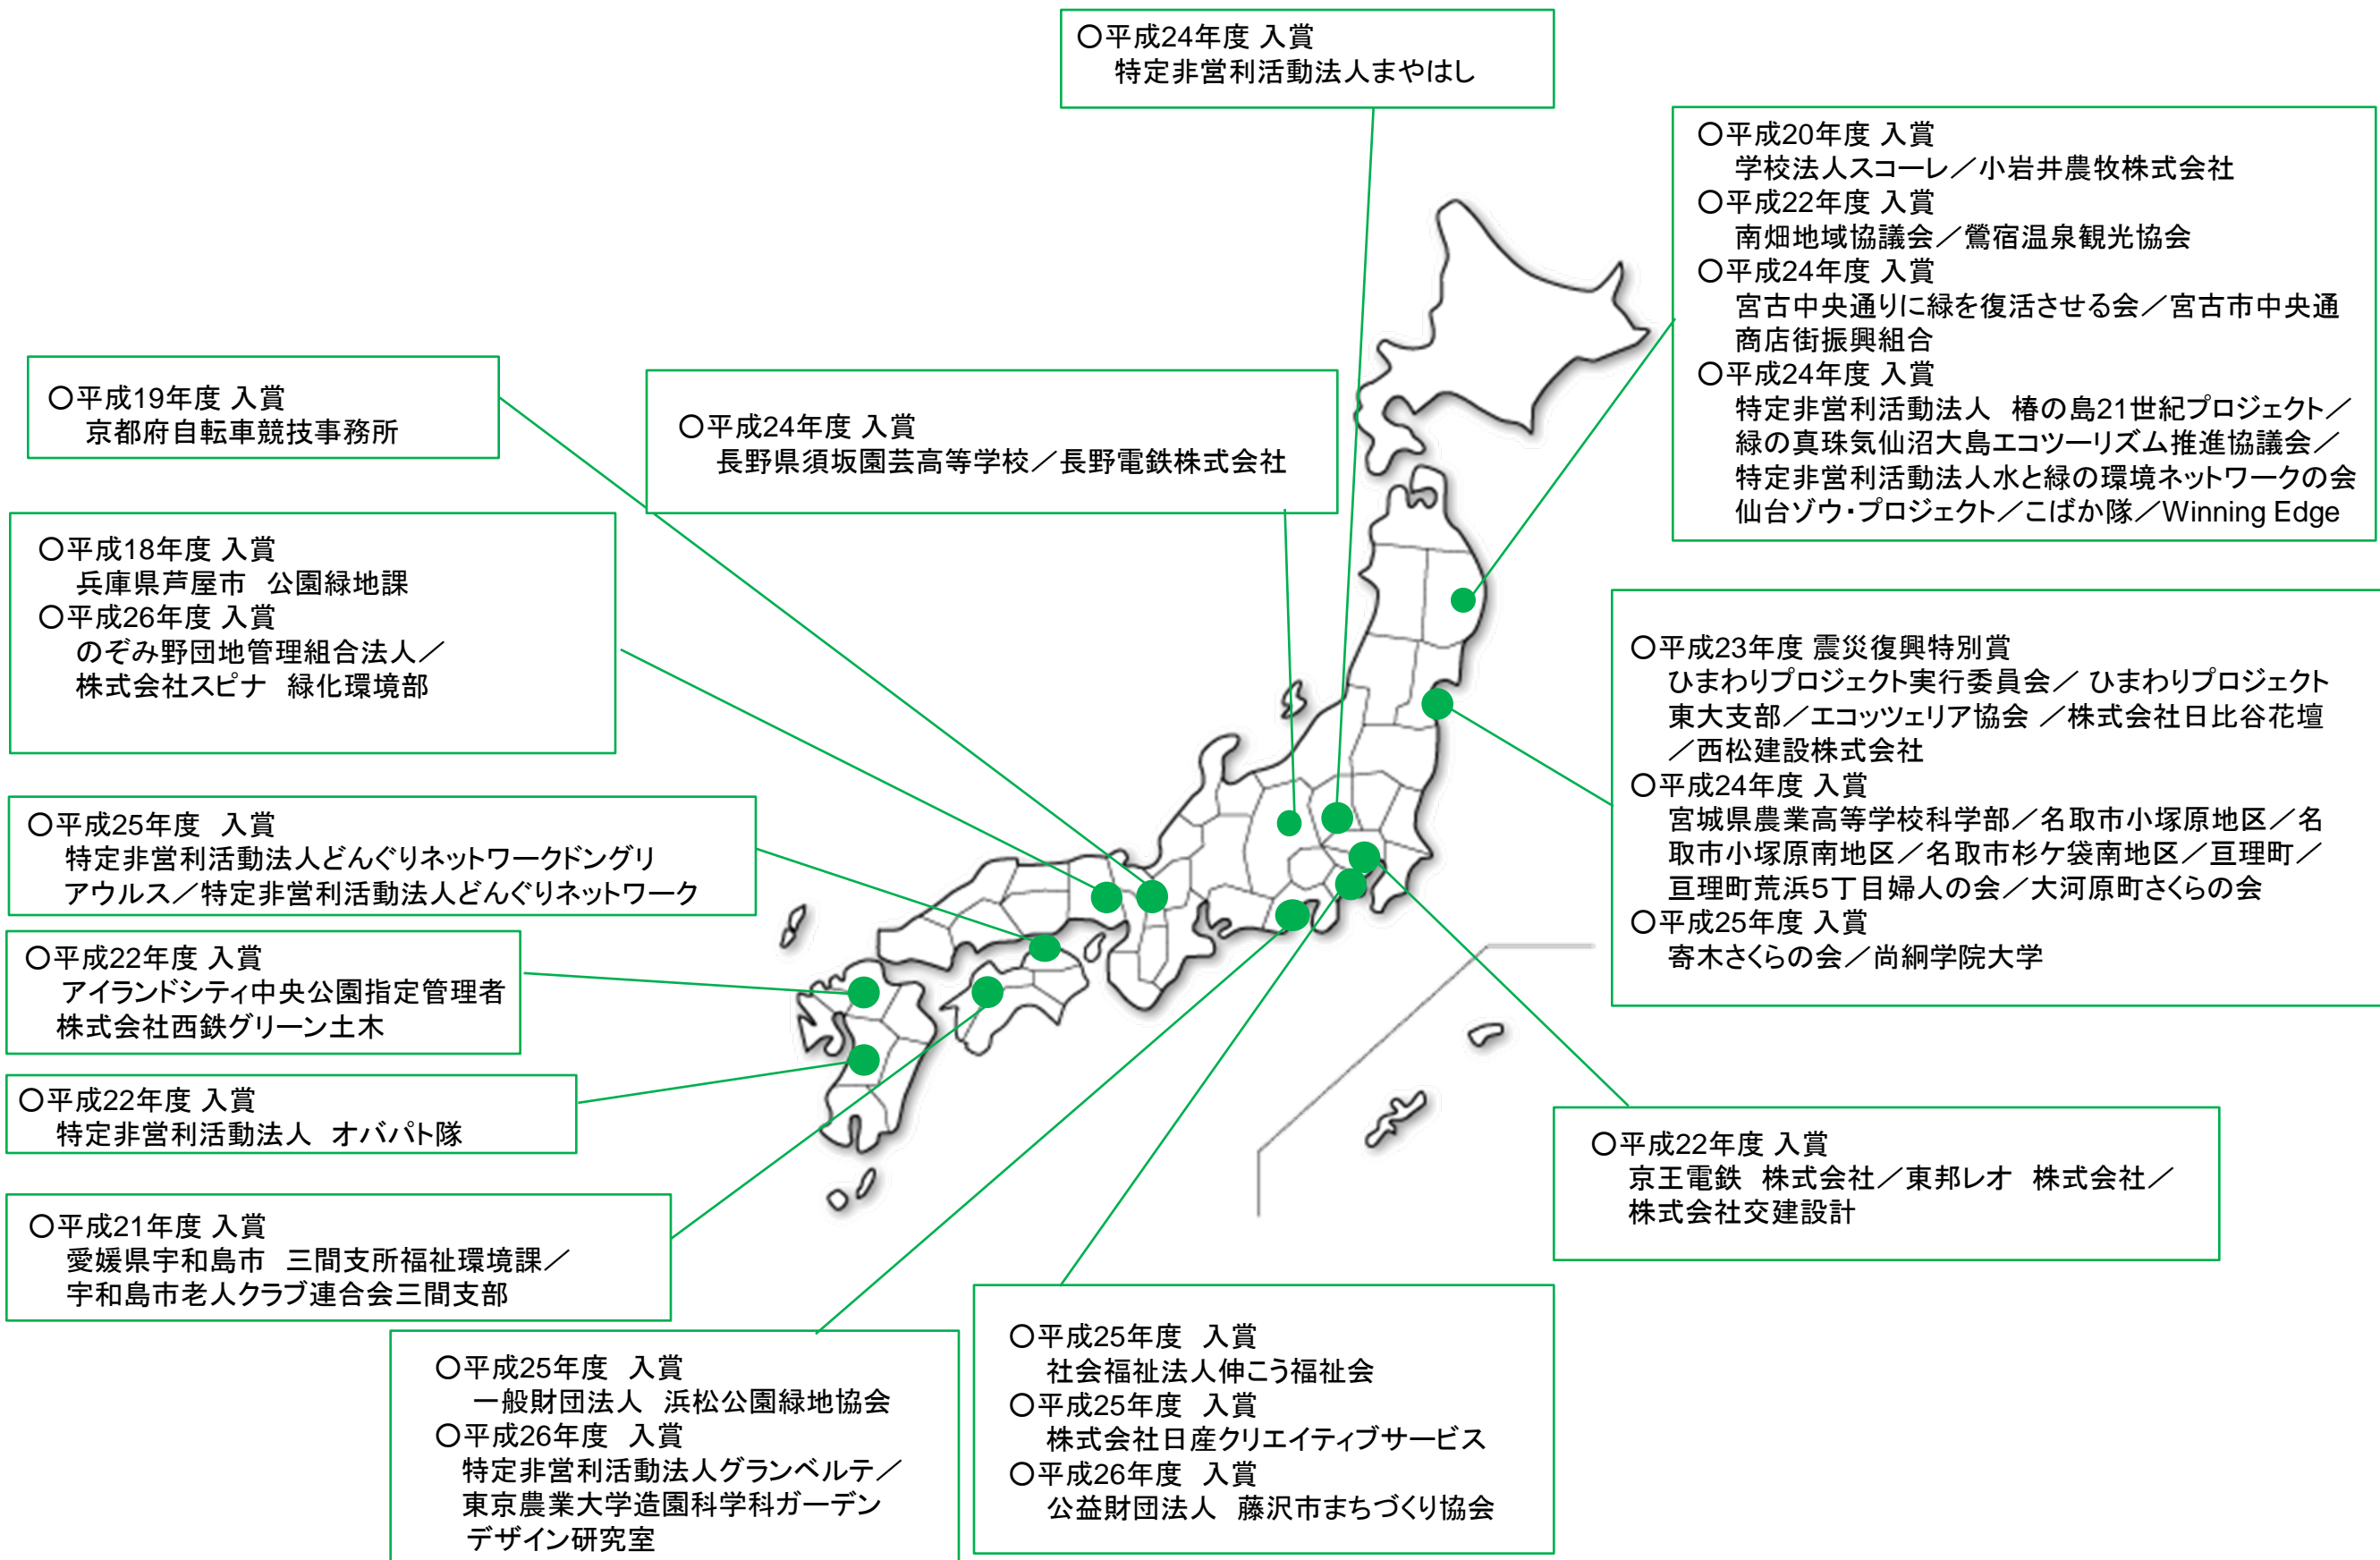 〇平成24年度 入賞
特定非営利活動法人まやはし
〇平成20年度 入賞
学校法人スコーレ／小岩井農牧株式会社
〇平成22年度 入賞
南畑地域協議会／鶯宿温泉観光協会
〇平成24年度 入賞
宮古中央通りに緑を復活させる会／宮古市中央通
商店街振興組合
〇平成24年度 入賞
特定非営利活動法人　椿の島21世紀プロジェクト／
緑の真珠気仙沼大島エコツーリズム推進協議会／
特定非営利活動法人水と緑の環境ネットワークの会
仙台ゾウ・プロジェクト／こばか隊／Winning Edge
〇平成19年度 入賞
京都府自転車競技事務所
〇平成24年度 入賞
長野県須坂園芸高等学校／長野電鉄株式会社
〇平成18年度 入賞
兵庫県芦屋市　公園緑地課
〇平成26年度 入賞
のぞみ野団地管理組合法人／
株式会社スピナ　緑化環境部
〇平成23年度 震災復興特別賞
ひまわりプロジェクト実行委員会／ ひまわりプロジェクト
東大支部／エコッツェリア協会 ／株式会社日比谷花壇
／西松建設株式会社
〇平成24年度 入賞
宮城県農業高等学校科学部／名取市小塚原地区／名
取市小塚原南地区／名取市杉ケ袋南地区／亘理町／
亘理町荒浜５丁目婦人の会／大河原町さくらの会
〇平成25年度 入賞
寄木さくらの会／尚絅学院大学
〇平成25年度　入賞
特定非営利活動法人どんぐりネットワークドングリ
アウルス／特定非営利活動法人どんぐりネットワーク
〇平成22年度 入賞
アイランドシティ中央公園指定管理者
株式会社西鉄グリーン土木
〇平成22年度 入賞
特定非営利活動法人　オバパト隊
〇平成22年度 入賞
京王電鉄　株式会社／東邦レオ　株式会社／
株式会社交建設計
〇平成21年度 入賞
愛媛県宇和島市　三間支所福祉環境課／
宇和島市老人クラブ連合会三間支部
〇平成25年度　入賞
一般財団法人　浜松公園緑地協会
〇平成26年度　入賞
特定非営利活動法人グランベルテ／
東京農業大学造園科学科ガーデン
デザイン研究室
〇平成25年度　入賞
社会福祉法人伸こう福祉会
〇平成25年度　入賞
株式会社日産クリエイティブサービス
〇平成26年度　入賞
公益財団法人　藤沢市まちづくり協会